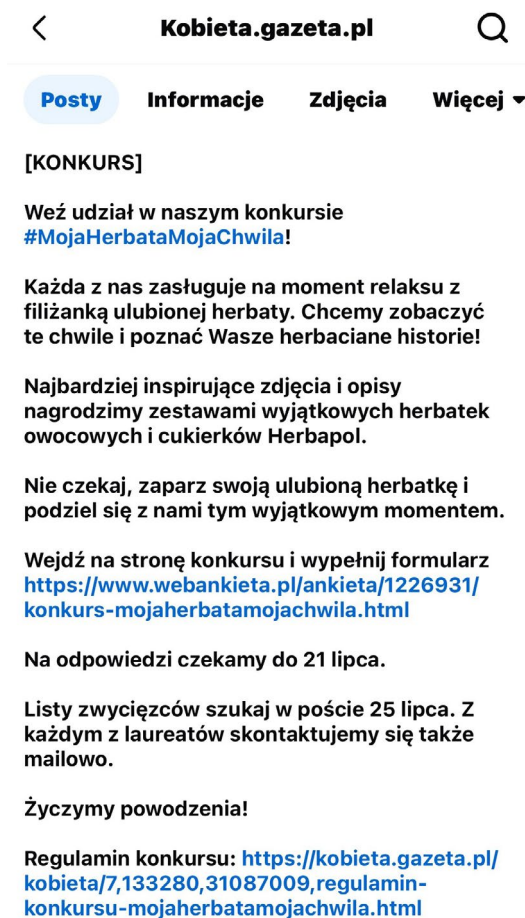 Kobieta.gazeta.pl
Posty Informacje Zdjęcia Więcej
[KONKURS]
Weź udział w naszym konkursie
#MojaHerbataMojaChwila!
Każda z nas zasługuje na moment relaksu z
filiżanką ulubionej herbaty. Chcemy zobaczyć
te chwile i poznać Wasze herbaciane historie!
Najbardziej inspirujące zdjęcia i opisy
nagrodzimy zestawami wyjątkowych herbatek
owocowych i cukierków Herbapol.
Nie czekaj, zaparz swoją ulubioną herbatkę i
podziel się z nami tym wyjątkowym momentem.
Wejdź na stronę konkursu i wypełnij formularz
https://www.webankieta.pl/ankieta/1226931/
konkurs-mojaherbatamojachwila.html
Na odpowiedzi czekamy do 21 lipca.
Listy zwycięzców szukaj w poście 25 lipca. Z
każdym z laureatów skontaktujemy się także
mailowo.
Życzymy powodzenia!
Regulamin konkursu: https://kobieta.gazeta.pl/
kobieta/7,133280,31087009,regulamin-
konkursu-mojaherbatamojachwila.html